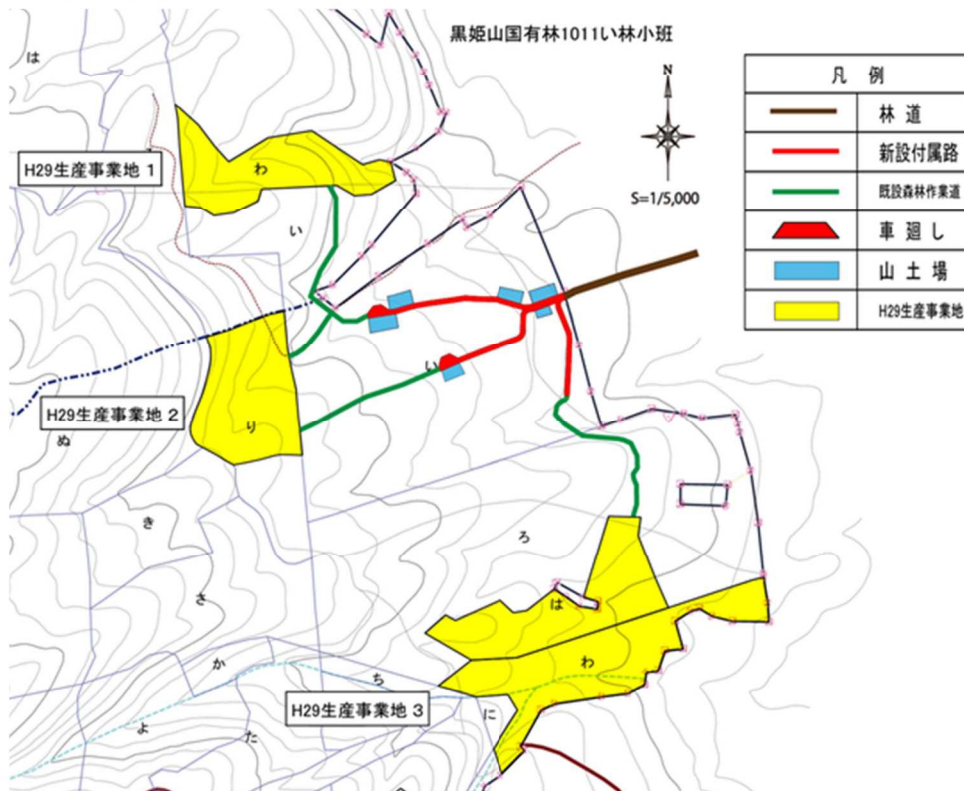 黒姫山国有林1011い林小班
N
S=1/5,000
凡 例
林 道
新設付属路
既設森林作業道
車 廻 し
山 土 場
H29生産事業地
は
H29生産事業地 1
わ
い
い
H29生産事業地 2
り
ぬ
き
ろ
さ
は
か
わ
ち
H29生産事業地 3
に
よ
た